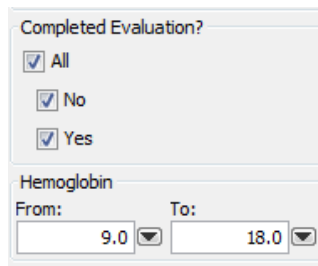 Completed Evaluation?
All
No
Yes
Hemoglobin
From: To:
9.0 18.0